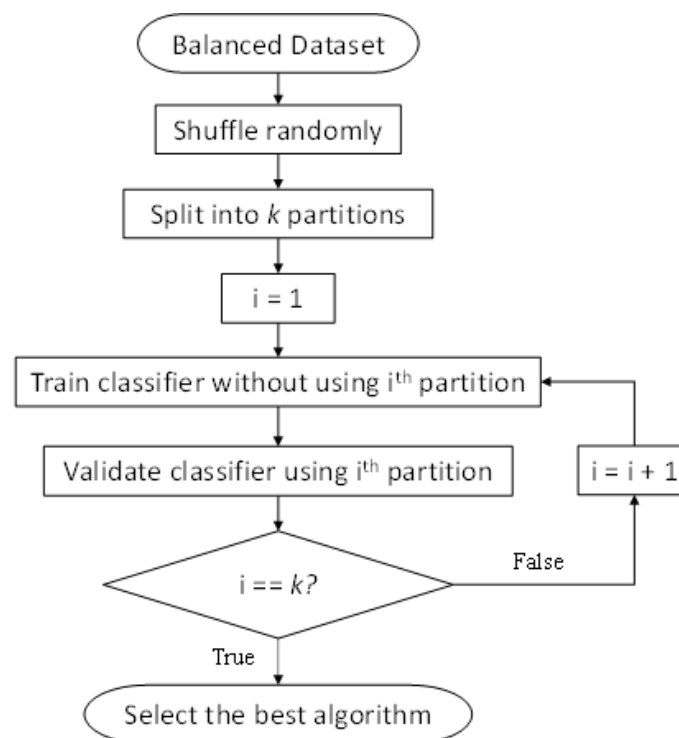 Balanced Dataset
Shuffle randomly
Split into k partitions
i = 1
Train classifier without using ith partition
Validate classifier using ith partition
i = i + 1
i == k?
False
True
Select the best algorithm